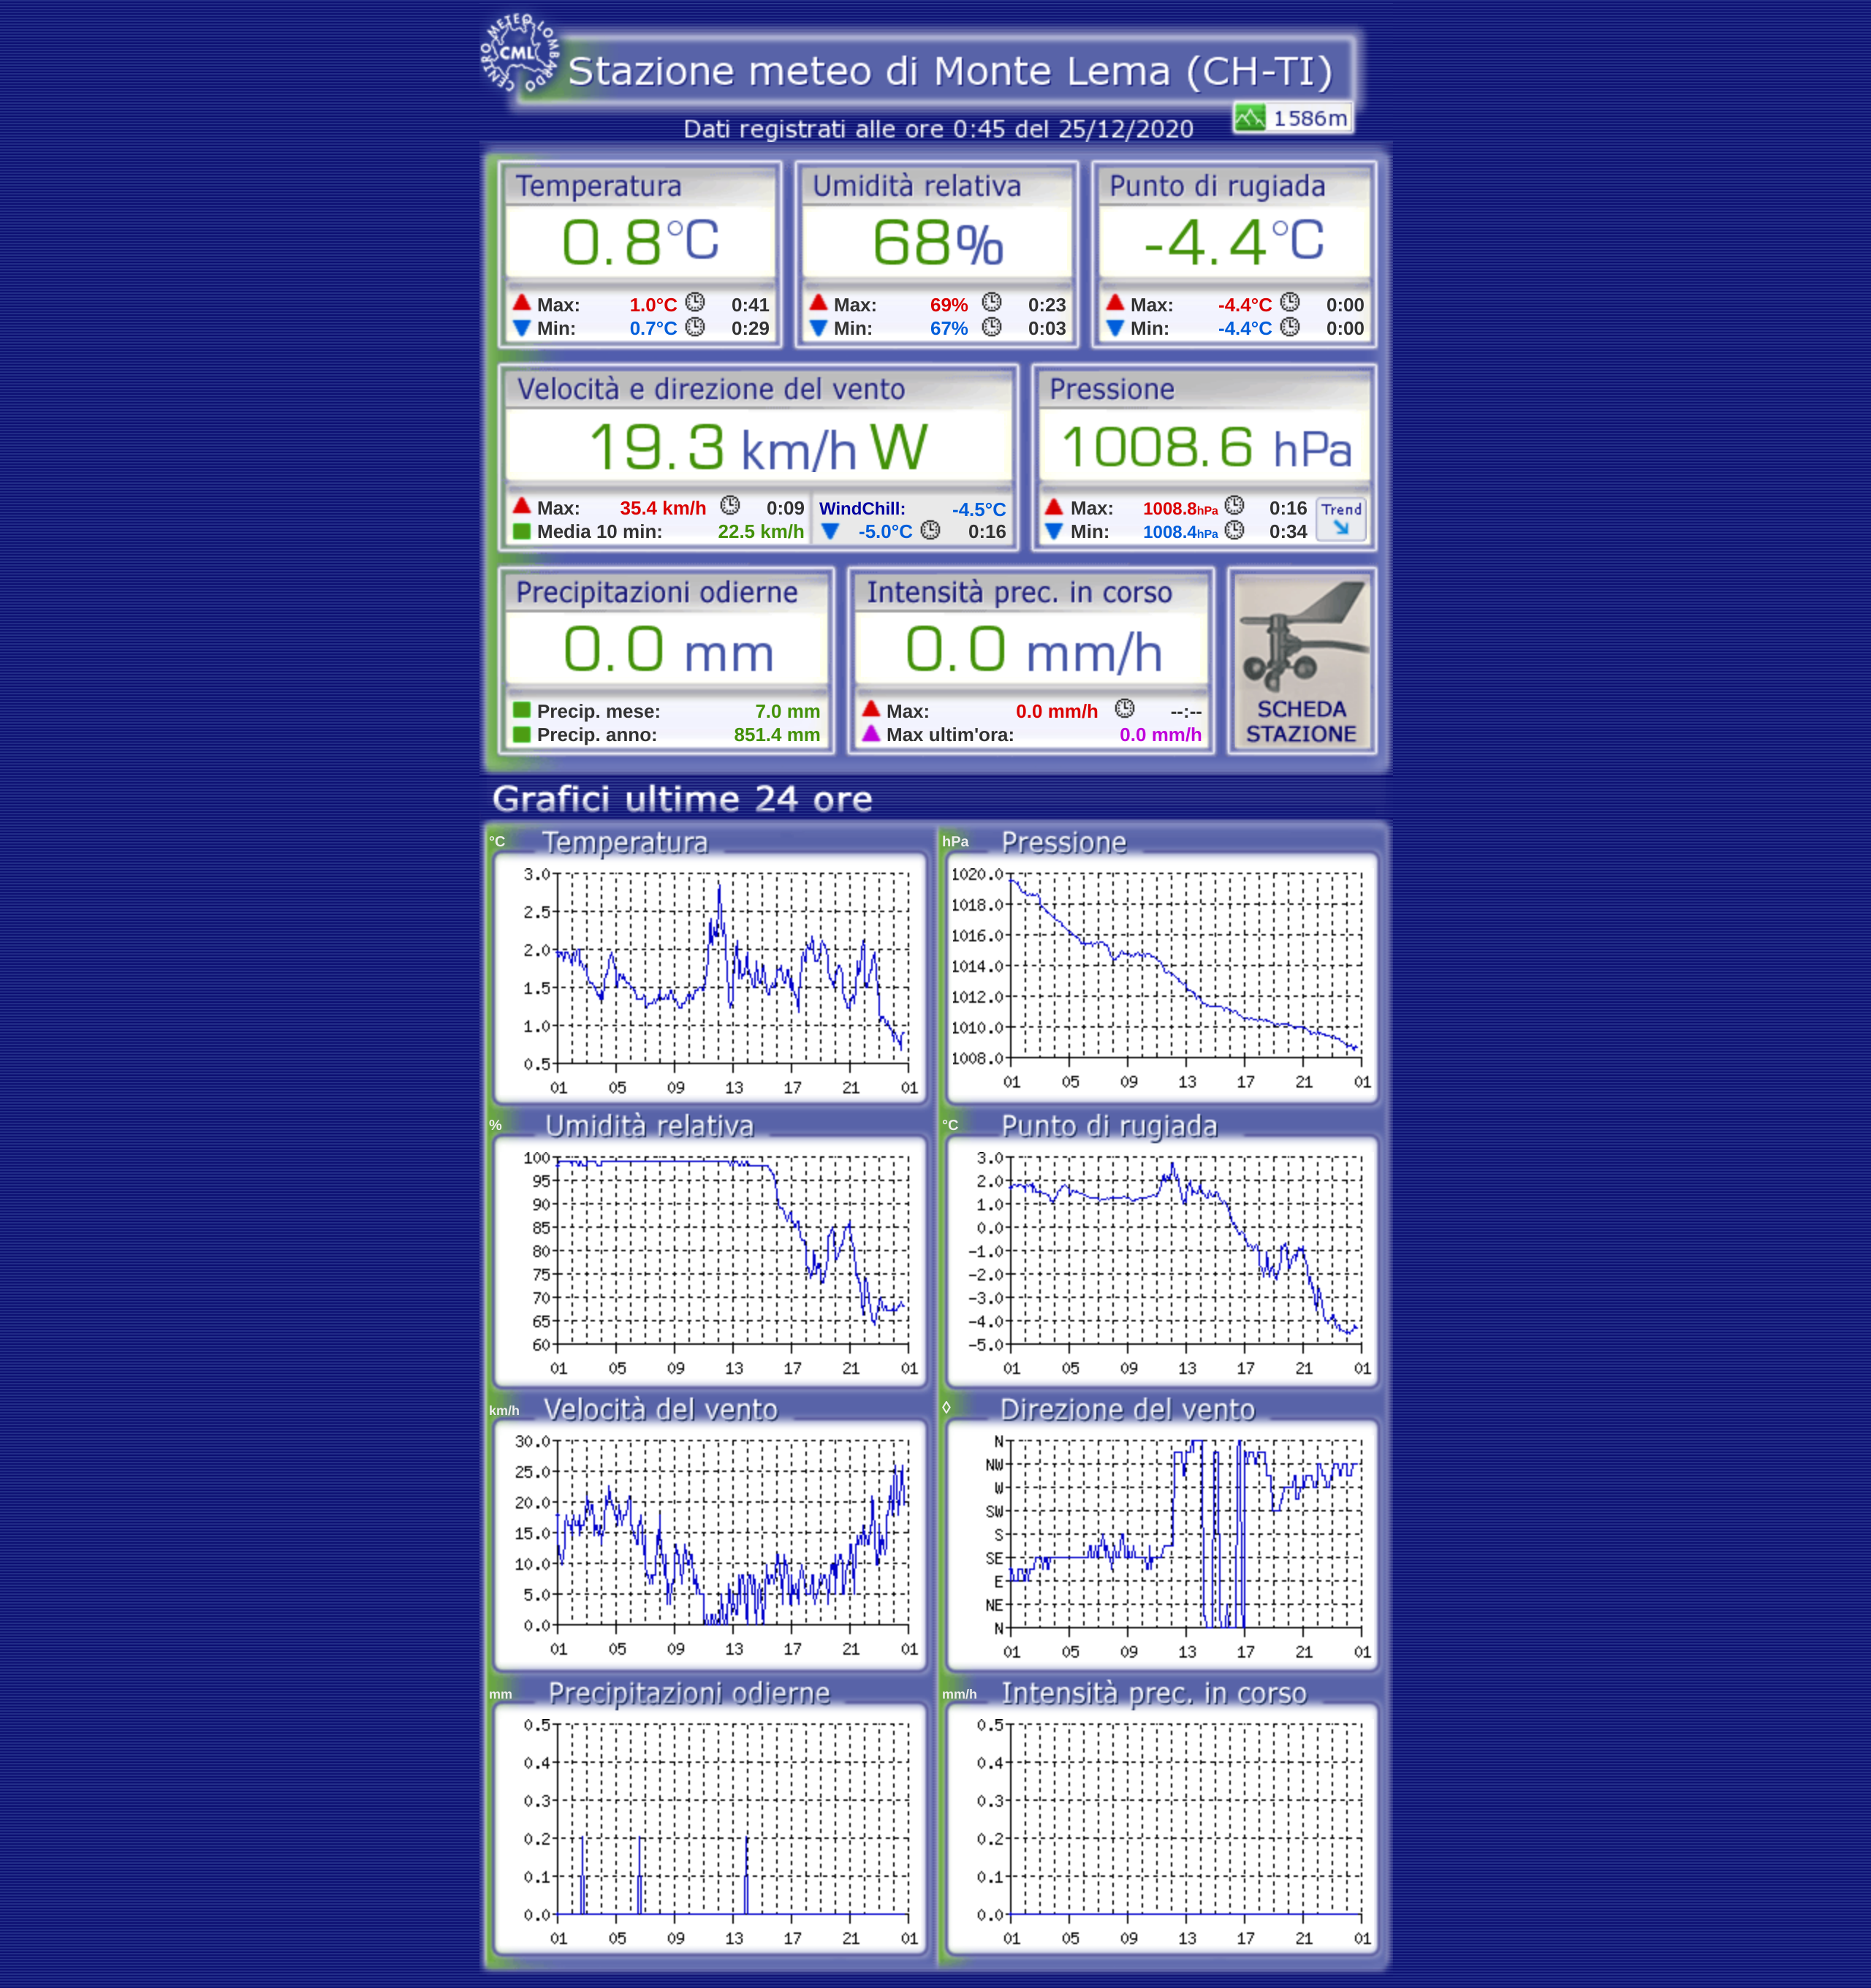 CENTRO METEO LOMBARDO
CML
Stazione meteo di Monte Lema (CH-TI)
1586m
Dati registrati alle ore 0:45 del 25/12/2020
Temperatura Umidità relativa Punto di rugiada
0.8°C 68% -4.4°C
Max: 1.0°C 0:41 Max: 69% 0:23 Max: -4.4°C 0:00
Min: 0.7°C 0:29 Min: 67% 0:03 Min: -4.4°C 0:00
Velocità e direzione del vento Pressione
19.3 km/h W 1008.6 hPa
Max: 35.4 km/h 0:09 WindChill: -4.5°C Max: 1008.8hPa 0:16 Trend
Media 10 min: 22.5 km/h -5.0°C 0:16 Min: 1008.4hPa 0:34
Precipitazioni odierne Intensità prec. in corso
0.0 mm 0.0 mm/h
Precip. mese: 7.0 mm Max: 0.0 mm/h --:-- SCHEDA
Precip. anno: 851.4 mm Max ultim'ora: 0.0 mm/h STAZIONE
Grafici ultime 24 ore
°C Temperatura
3.0
2.5
2.0
1.5
1.0
0.5
01 05 09 13 17 21 01
hPa Pressione
1020.0
1018.0
1016.0
1014.0
1012.0
1010.0
1008.0
01 05 09 13 17 21 01
% Umidità relativa
100
95
90
85
80
75
70
65
60
01 05 09 13 17 21 01
°C Punto di rugiada
3.0
2.0
1.0
0.0
-1.0
-2.0
-3.0
-4.0
-5.0
01 05 09 13 17 21 01
km/h Velocità del vento
30.0
25.0
20.0
15.0
10.0
5.0
0.0
01 05 09 13 17 21 01
◊ Direzione del vento
N
NW
W
SW
S
SE
E
NE
N
01 05 09 13 17 21 01
mm Precipitazioni odierne
0.5
0.4
0.3
0.2
0.1
0.0
01 05 09 13 17 21 01
mm/h Intensità prec. in corso
0.5
0.4
0.3
0.2
0.1
0.0
01 05 09 13 17 21 01